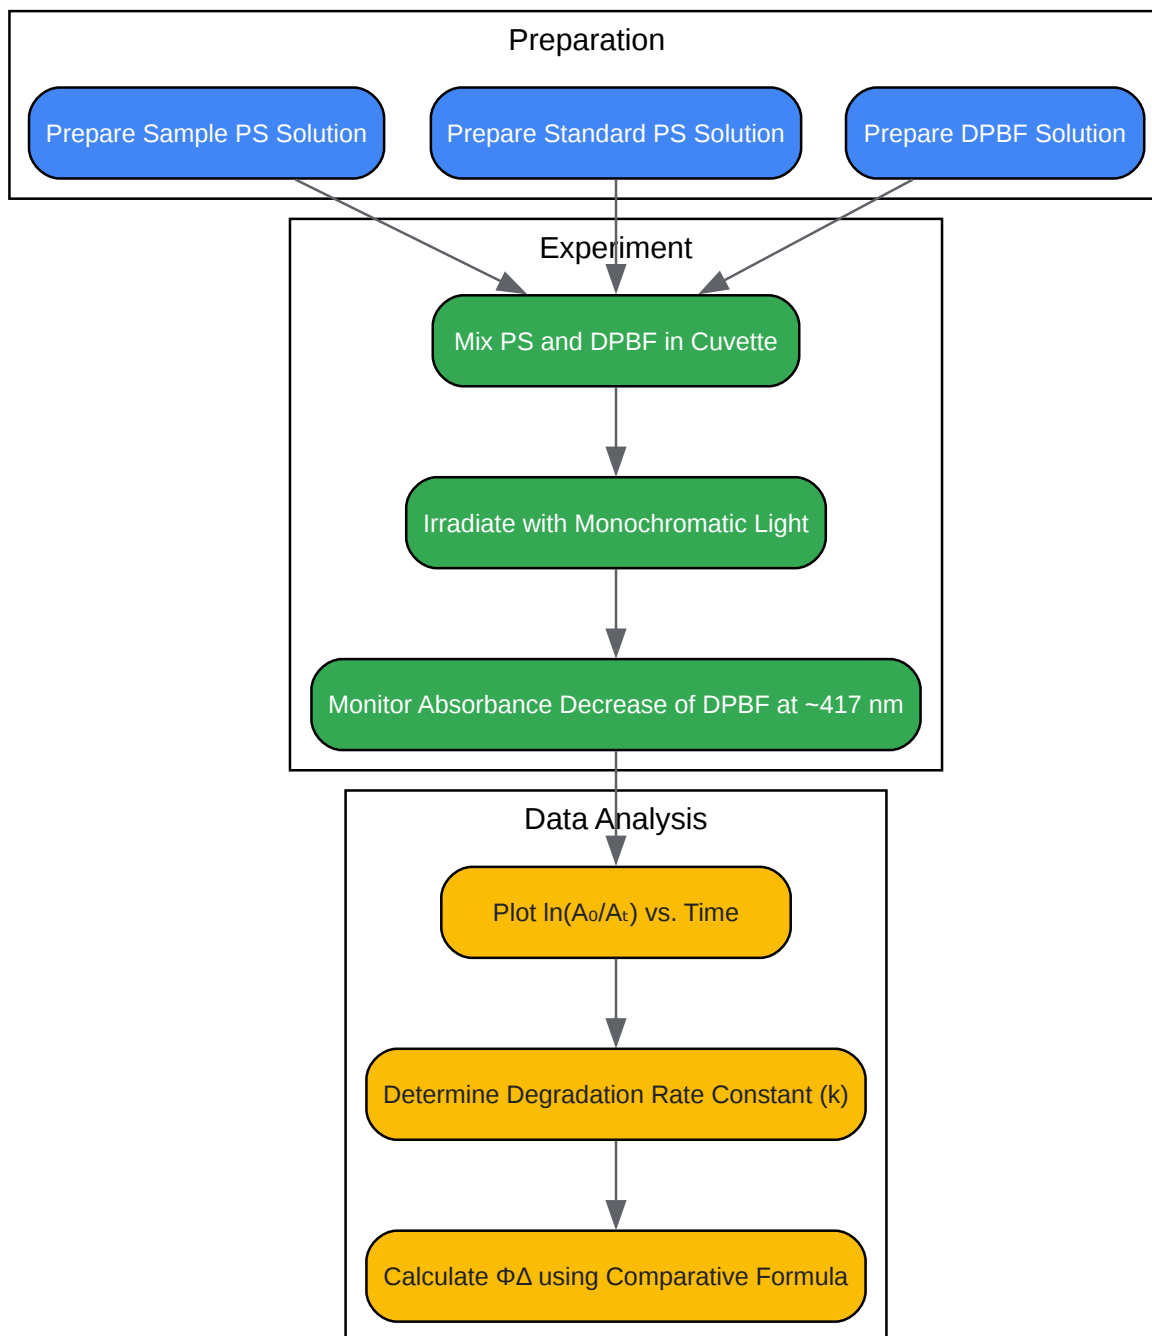 Preparation
Prepare Sample PS Solution
Prepare Standard PS Solution
Prepare DPBF Solution
Experiment
Mix PS and DPBF in Cuvette
Irradiate with Monochromatic Light
Monitor Absorbance Decrease of DPBF at ~417 nm
Data Analysis
Plot ln(A₀/Aₜ) vs. Time
Determine Degradation Rate Constant (k)
Calculate ΦΔ using Comparative Formula